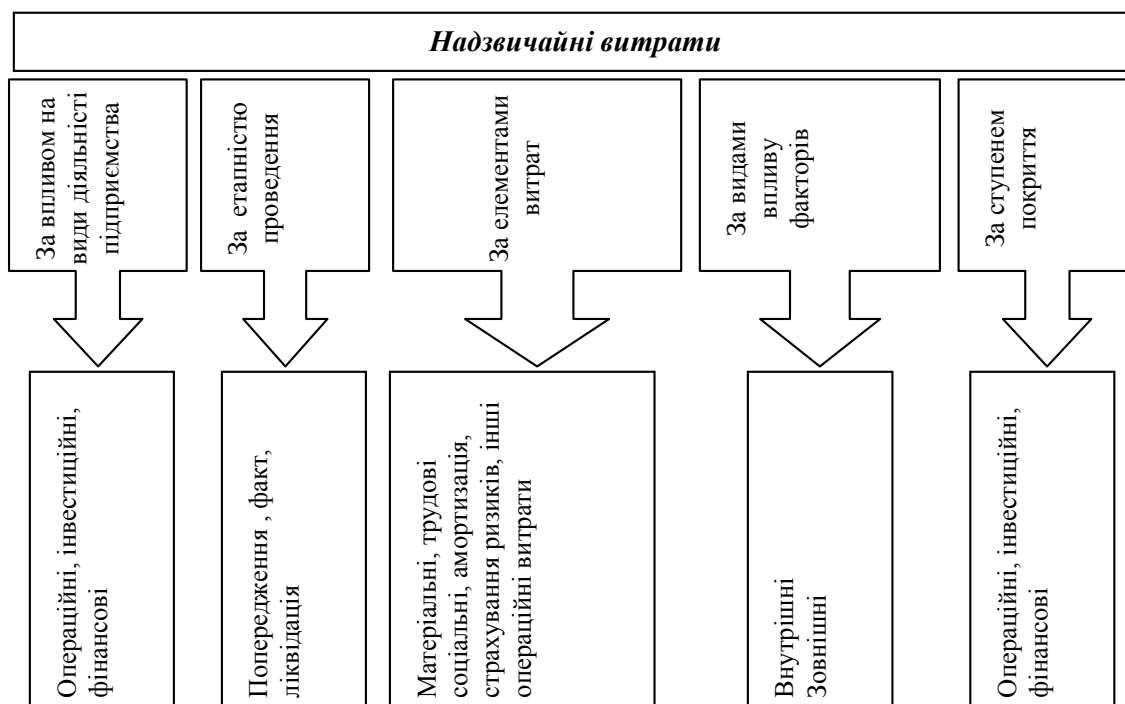 Надзвичайні витрати
За впливом на
види діяльністі
підприємства
За етапністю
проведення
За елементами
витрат
За видами
впливу
факторів
За ступенем
покриття
Операційні, інвестиційні,
фінансові
Попередження , факт,
ліквідація
Матеріальні, трудові
соціальні, амортизація,
страхування ризиків, інші
операційні витрати
Внутрішні
Зовнішні
Операційні, інвестиційні,
фінансові